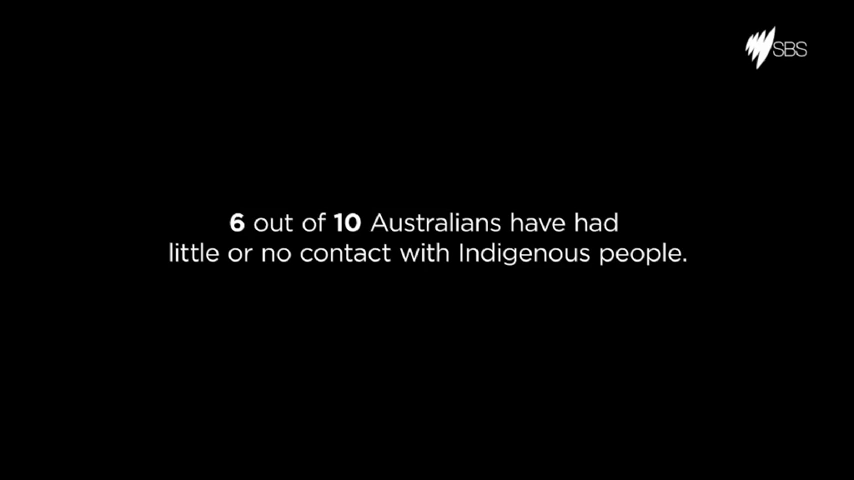 SBS
6 out of 10 Australians have had
little or no contact with Indigenous people.